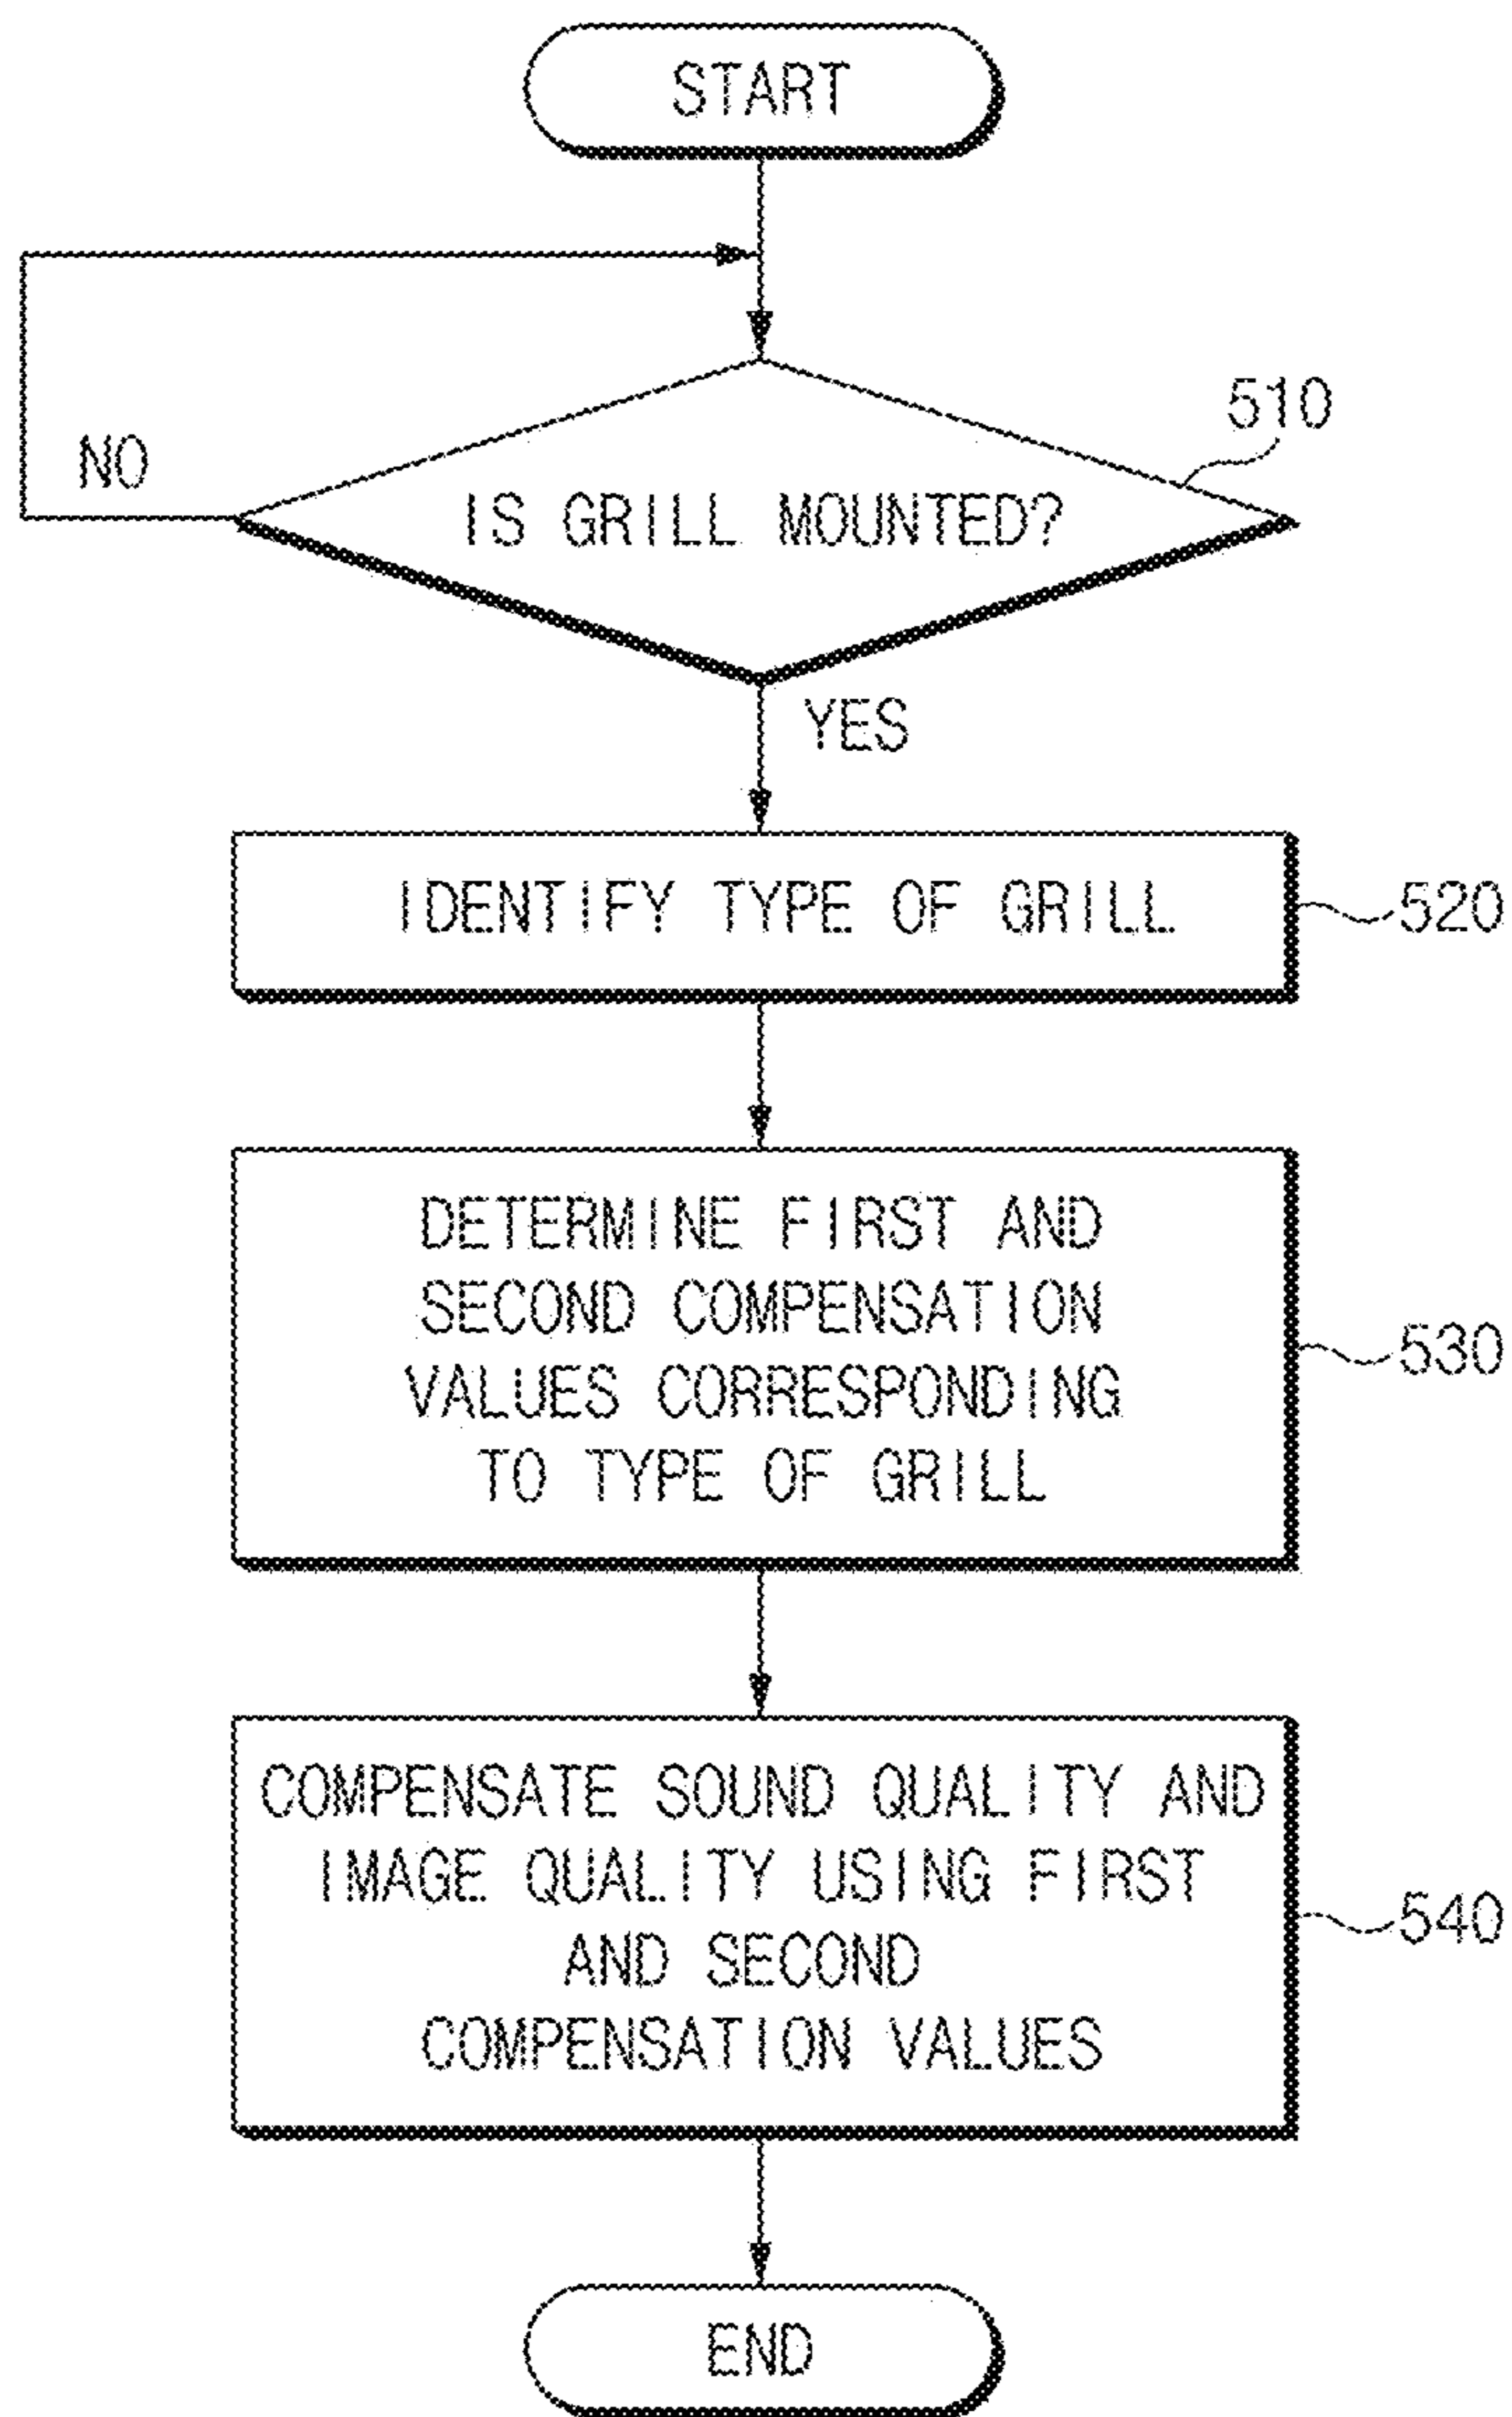 START
510
NO
IS GRILL MOUNTED?
YES
IDENTIFY TYPE OF GRILL
520
DETERMINE FIRST AND
SECOND COMPENSATION
VALUES CORRESPONDING
TO TYPE OF GRILL
530
COMPENSATE SOUND QUALITY AND
IMAGE QUALITY USING FIRST
AND SECOND
COMPENSATION VALUES
540
END